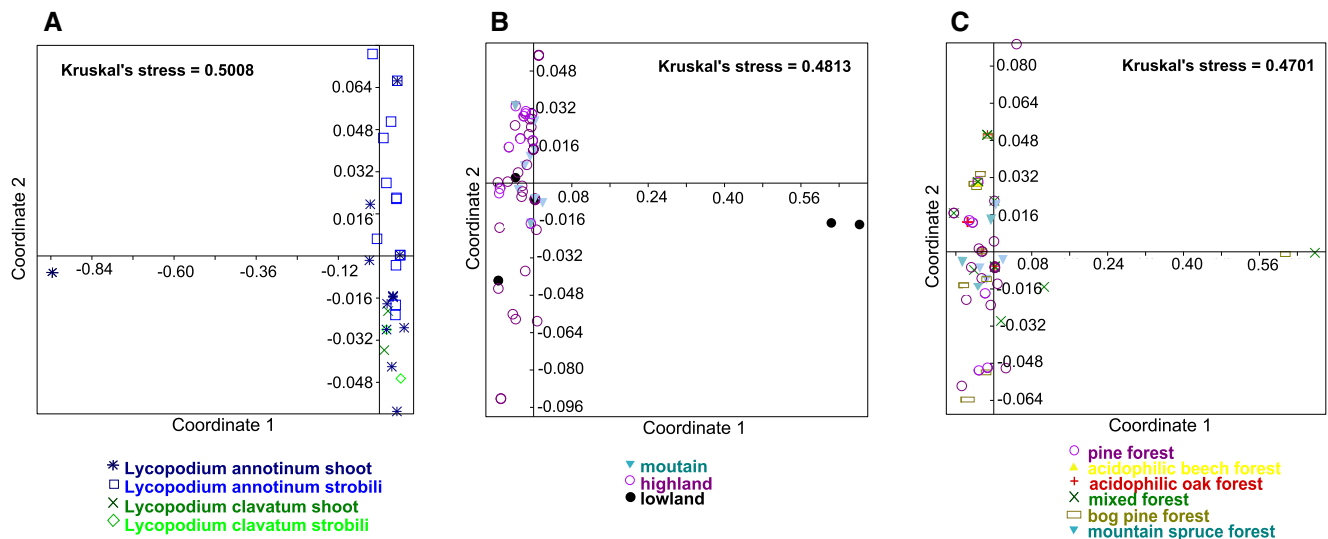 A
Kruskal's stress = 0.5008
0.064
0.048
0.032
0.016
-0.84
-0.60
-0.36
-0.12
-0.016
-0.032
-0.048
Coordinate 2
Coordinate 1
Lycopodium annotinum shoot
Lycopodium annotinum strobili
Lycopodium clavatum shoot
Lycopodium clavatum strobili
B
Kruskal's stress = 0.4813
0.048
0.032
0.016
0.08
0.24
0.40
0.56
-0.016
-0.032
-0.048
-0.064
-0.080
-0.096
Coordinate 2
Coordinate 1
moutain
highland
lowland
C
Kruskal's stress = 0.4701
0.080
0.064
0.048
0.032
0.016
0.08
0.24
0.40
0.56
-0.016
-0.032
-0.048
-0.064
Coordinate 2
Coordinate 1
pine forest
acidophilic beech forest
acidophilic oak forest
mixed forest
bog pine forest
mountain spruce forest